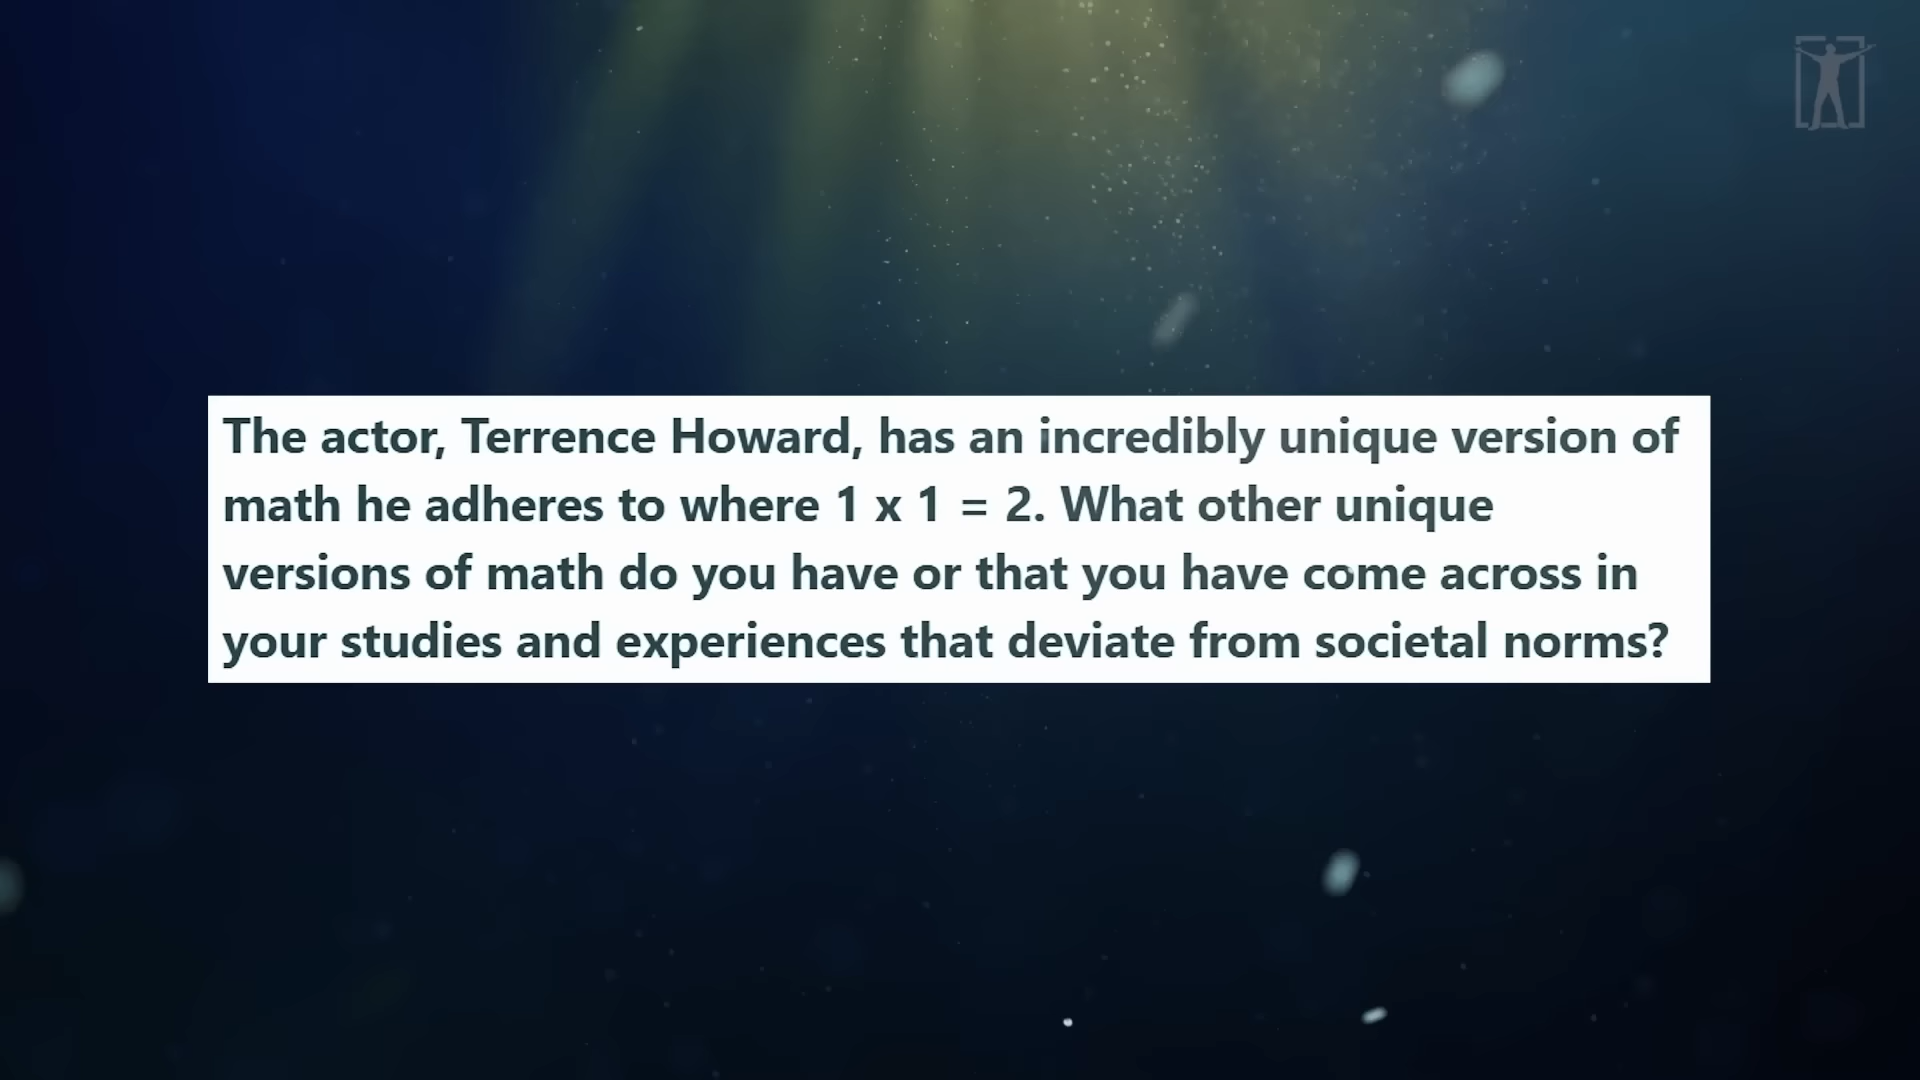 The actor, Terrence Howard, has an incredibly unique version of
math he adheres to where 1 x 1 = 2. What other unique
versions of math do you have or that you have come across in
your studies and experiences that deviate from societal norms?